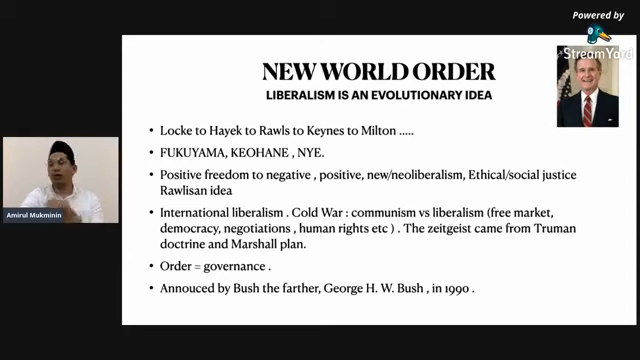 Powered by
StreamYard
NEW WORLD ORDER
LIBERALISM IS AN EVOLUTIONARY IDEA
• Locke to Hayek to Rawls to Keynes to Milton .....
• FUKUYAMA, KEOHANE , NYE.
• Positive freedom to negative , positive, new/neoliberalism, Ethical/social justice
Rawlisan idea
• International liberalism . Cold War : communism vs liberalism (free market,
democracy, negotiations , human rights etc ) . The zeitgeist came from Truman
doctrine and Marshall plan.
• Order = governance .
• Annouced by Bush the farther, George H. W. Bush , in 1990 .
Amirul Mukminin